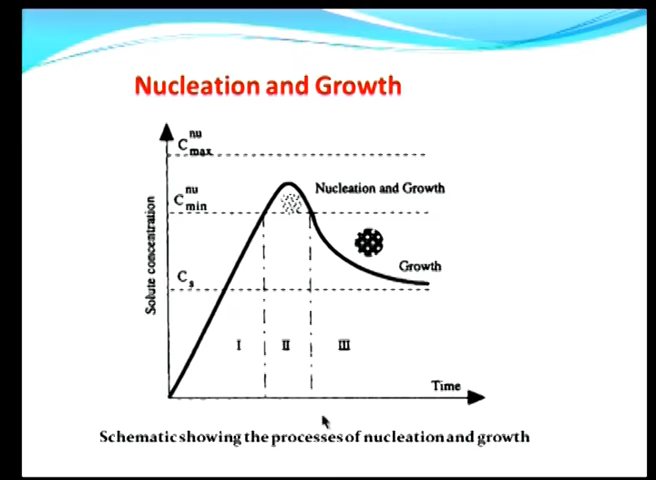 Nucleation and Growth
C nu max
C nu min
Nucleation and Growth
Solute concentration
Growth
Cs
I II III
Time
Schematic showing the processes of nucleation and growth